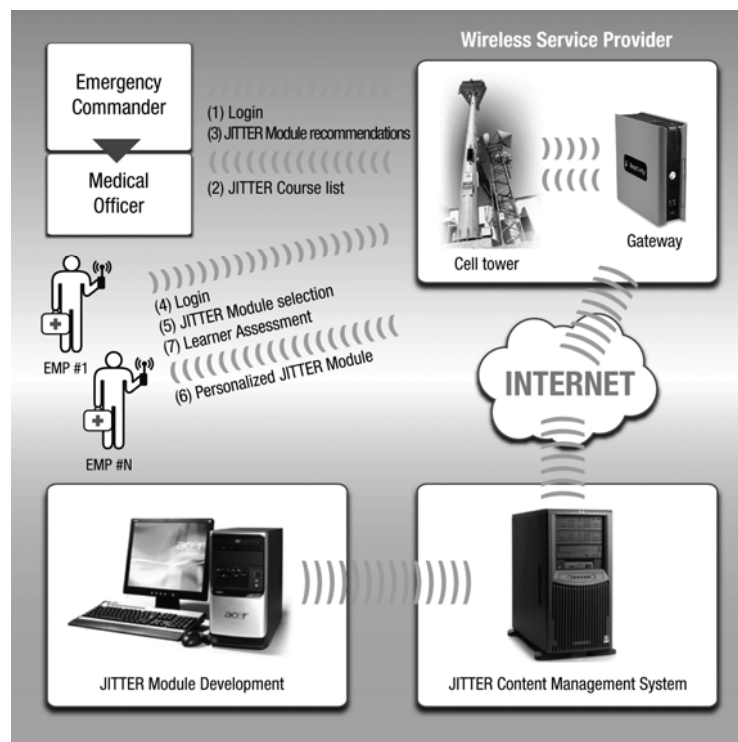 Wireless Service Provider
Emergency
Commander
Medical
Officer
(1) Login
(3) JITTER Module recommendations
(2) JITTER Course list
Cell tower
Gateway
(4) Login
(5) JITTER Module selection
(7) Learner Assessment
(6) Personalized JITTER Module
EMP #1
EMP #N
INTERNET
acer
acer
JITTER Module Development
JITTER Content Management System